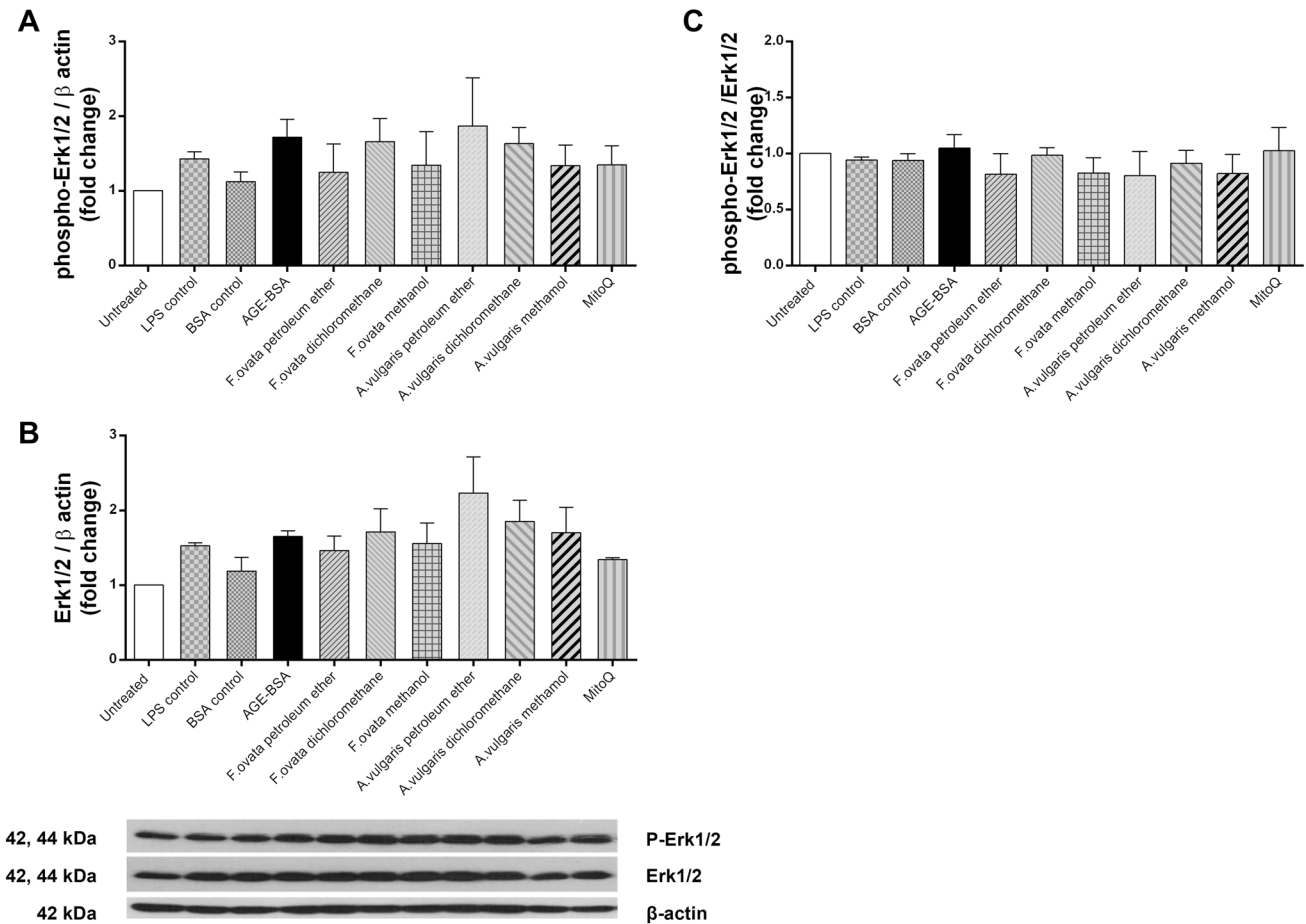 A
phospho-Erk1/2 / β actin
(fold change)
3
2
1
0
Untreated
LPS control
BSA control
AGE-BSA
F.ovata petroleum ether
F.ovata dichloromethane
F.ovata methanol
A.vulgaris petroleum ether
A.vulgaris dichloromethane
A.vulgaris methamol
MitoQ
C
phospho-Erk1/2 /Erk1/2
(fold change)
2.0
1.5
1.0
0.5
0.0
Untreated
LPS control
BSA control
AGE-BSA
F.ovata petroleum ether
F.ovata dichloromethane
F.ovata methanol
A.vulgaris petroleum ether
A.vulgaris dichloromethane
A.vulgaris methamol
MitoQ
B
Erk1/2 / β actin
(fold change)
3
2
1
0
Untreated
LPS control
BSA control
AGE-BSA
F.ovata petroleum ether
F.ovata dichloromethane
F.ovata methanol
A.vulgaris petroleum ether
A.vulgaris dichloromethane
A.vulgaris methamol
MitoQ
42, 44 kDa P-Erk1/2
42, 44 kDa Erk1/2
42 kDa β-actin